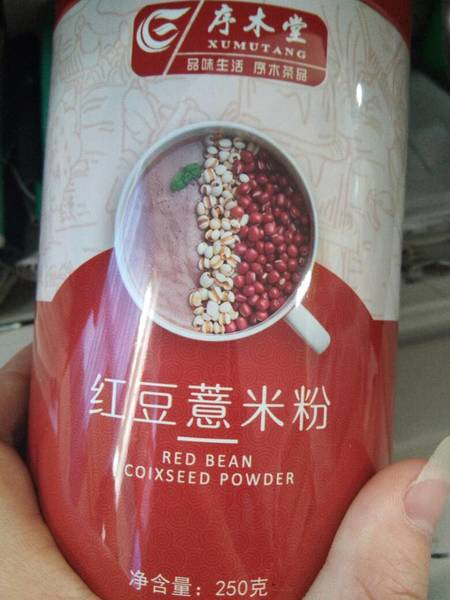 序木堂
XUMUTANG
品味生活 序木茶品
红豆薏米粉
RED BEAN
COIXSEED POWDER
净含量：250克